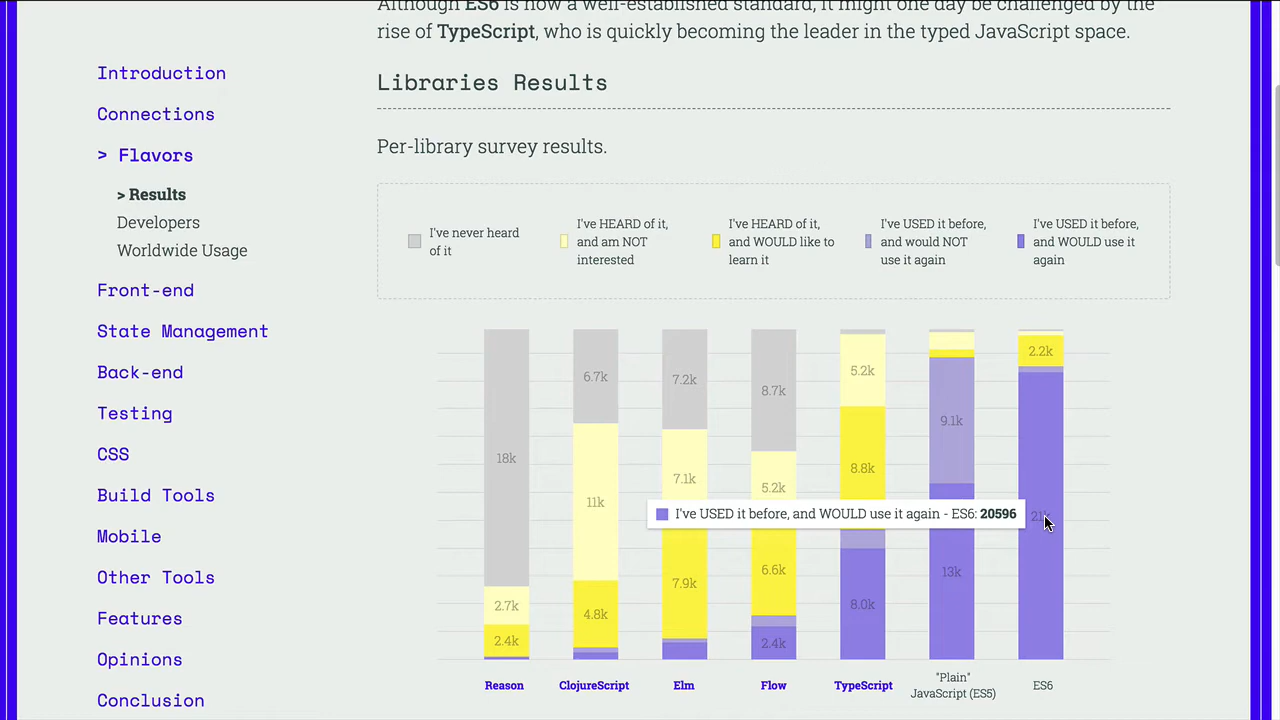 Although ES6 is now a well-established standard, it might one day be challenged by the
rise of TypeScript, who is quickly becoming the leader in the typed JavaScript space.
Introduction
Connections
> Flavors
> Results
Developers
Worldwide Usage
Front-end
State Management
Back-end
Testing
CSS
Build Tools
Mobile
Other Tools
Features
Opinions
Conclusion
Libraries Results
Per-library survey results.
I've never heard
of it
I've HEARD of it,
and am NOT
interested
I've HEARD of it,
and WOULD like to
learn it
I've USED it before,
and would NOT
use it again
I've USED it before,
and WOULD use it
again
18k
2.7k
2.4k
6.7k
11k
4.8k
7.2k
7.1k
7.9k
8.7k
5.2k
6.6k
2.4k
5.2k
8.8k
8.0k
9.1k
13k
2.2k
21k
I've USED it before, and WOULD use it again - ES6: 20596
Reason
ClojureScript
Elm
Flow
TypeScript
"Plain"
JavaScript (ES5)
ES6